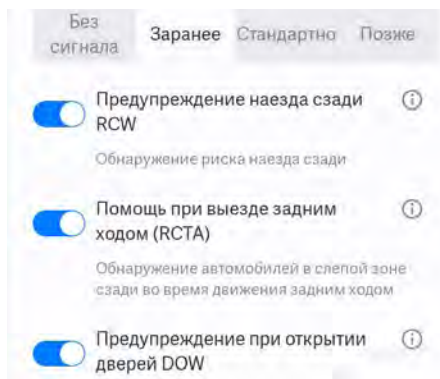 Без сигнала Заранее Стандартно Позже
Предупреждение наезда сзади
RCW
Обнаружение риска наезда сзади
Помощь при выезде задним
ходом (RCTA)
Обнаружение автомобилей в слепой зоне
сзади во время движения задним ходом
Предупреждение при открытии
дверей DOW